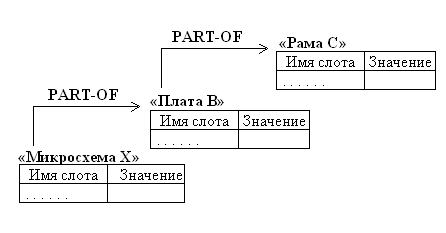 PART-OF
«Рама С»
Имя слота Значение
. . . . . .
PART-OF
«Плата В»
Имя слота Значение
. . . . . .
«Микросхема X»
Имя слота Значение
. . . . . .